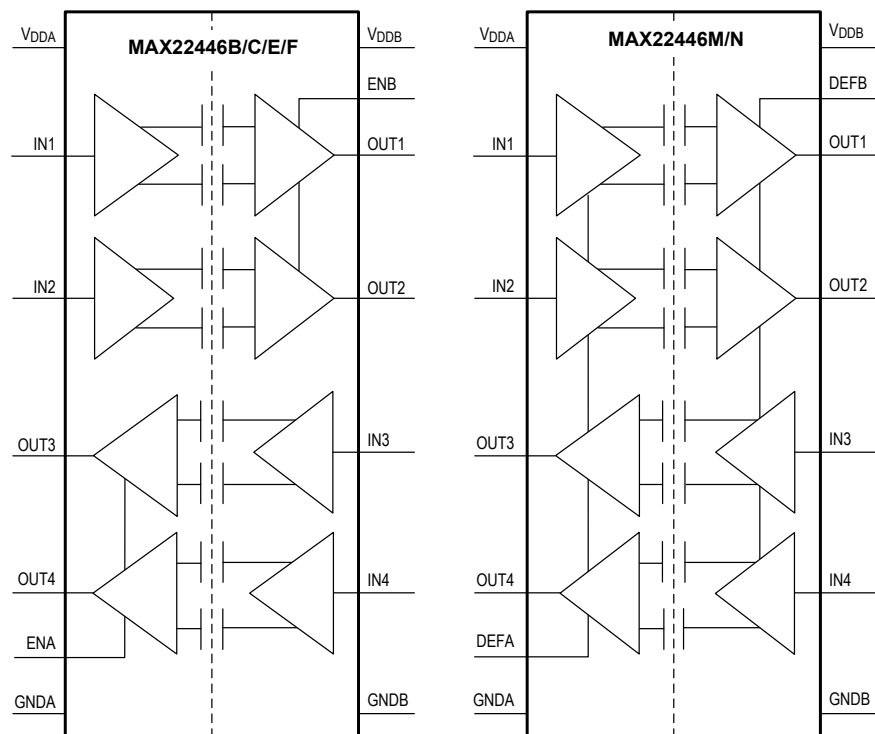 MAX22446B/C/E/F
VDDA
VDDB
ENB
IN1
OUT1
IN2
OUT2
OUT3
IN3
OUT4
IN4
ENA
GNDA
GNDB
MAX22446M/N
VDDA
VDDB
DEFB
IN1
OUT1
IN2
OUT2
OUT3
IN3
OUT4
IN4
DEFA
GNDA
GNDB